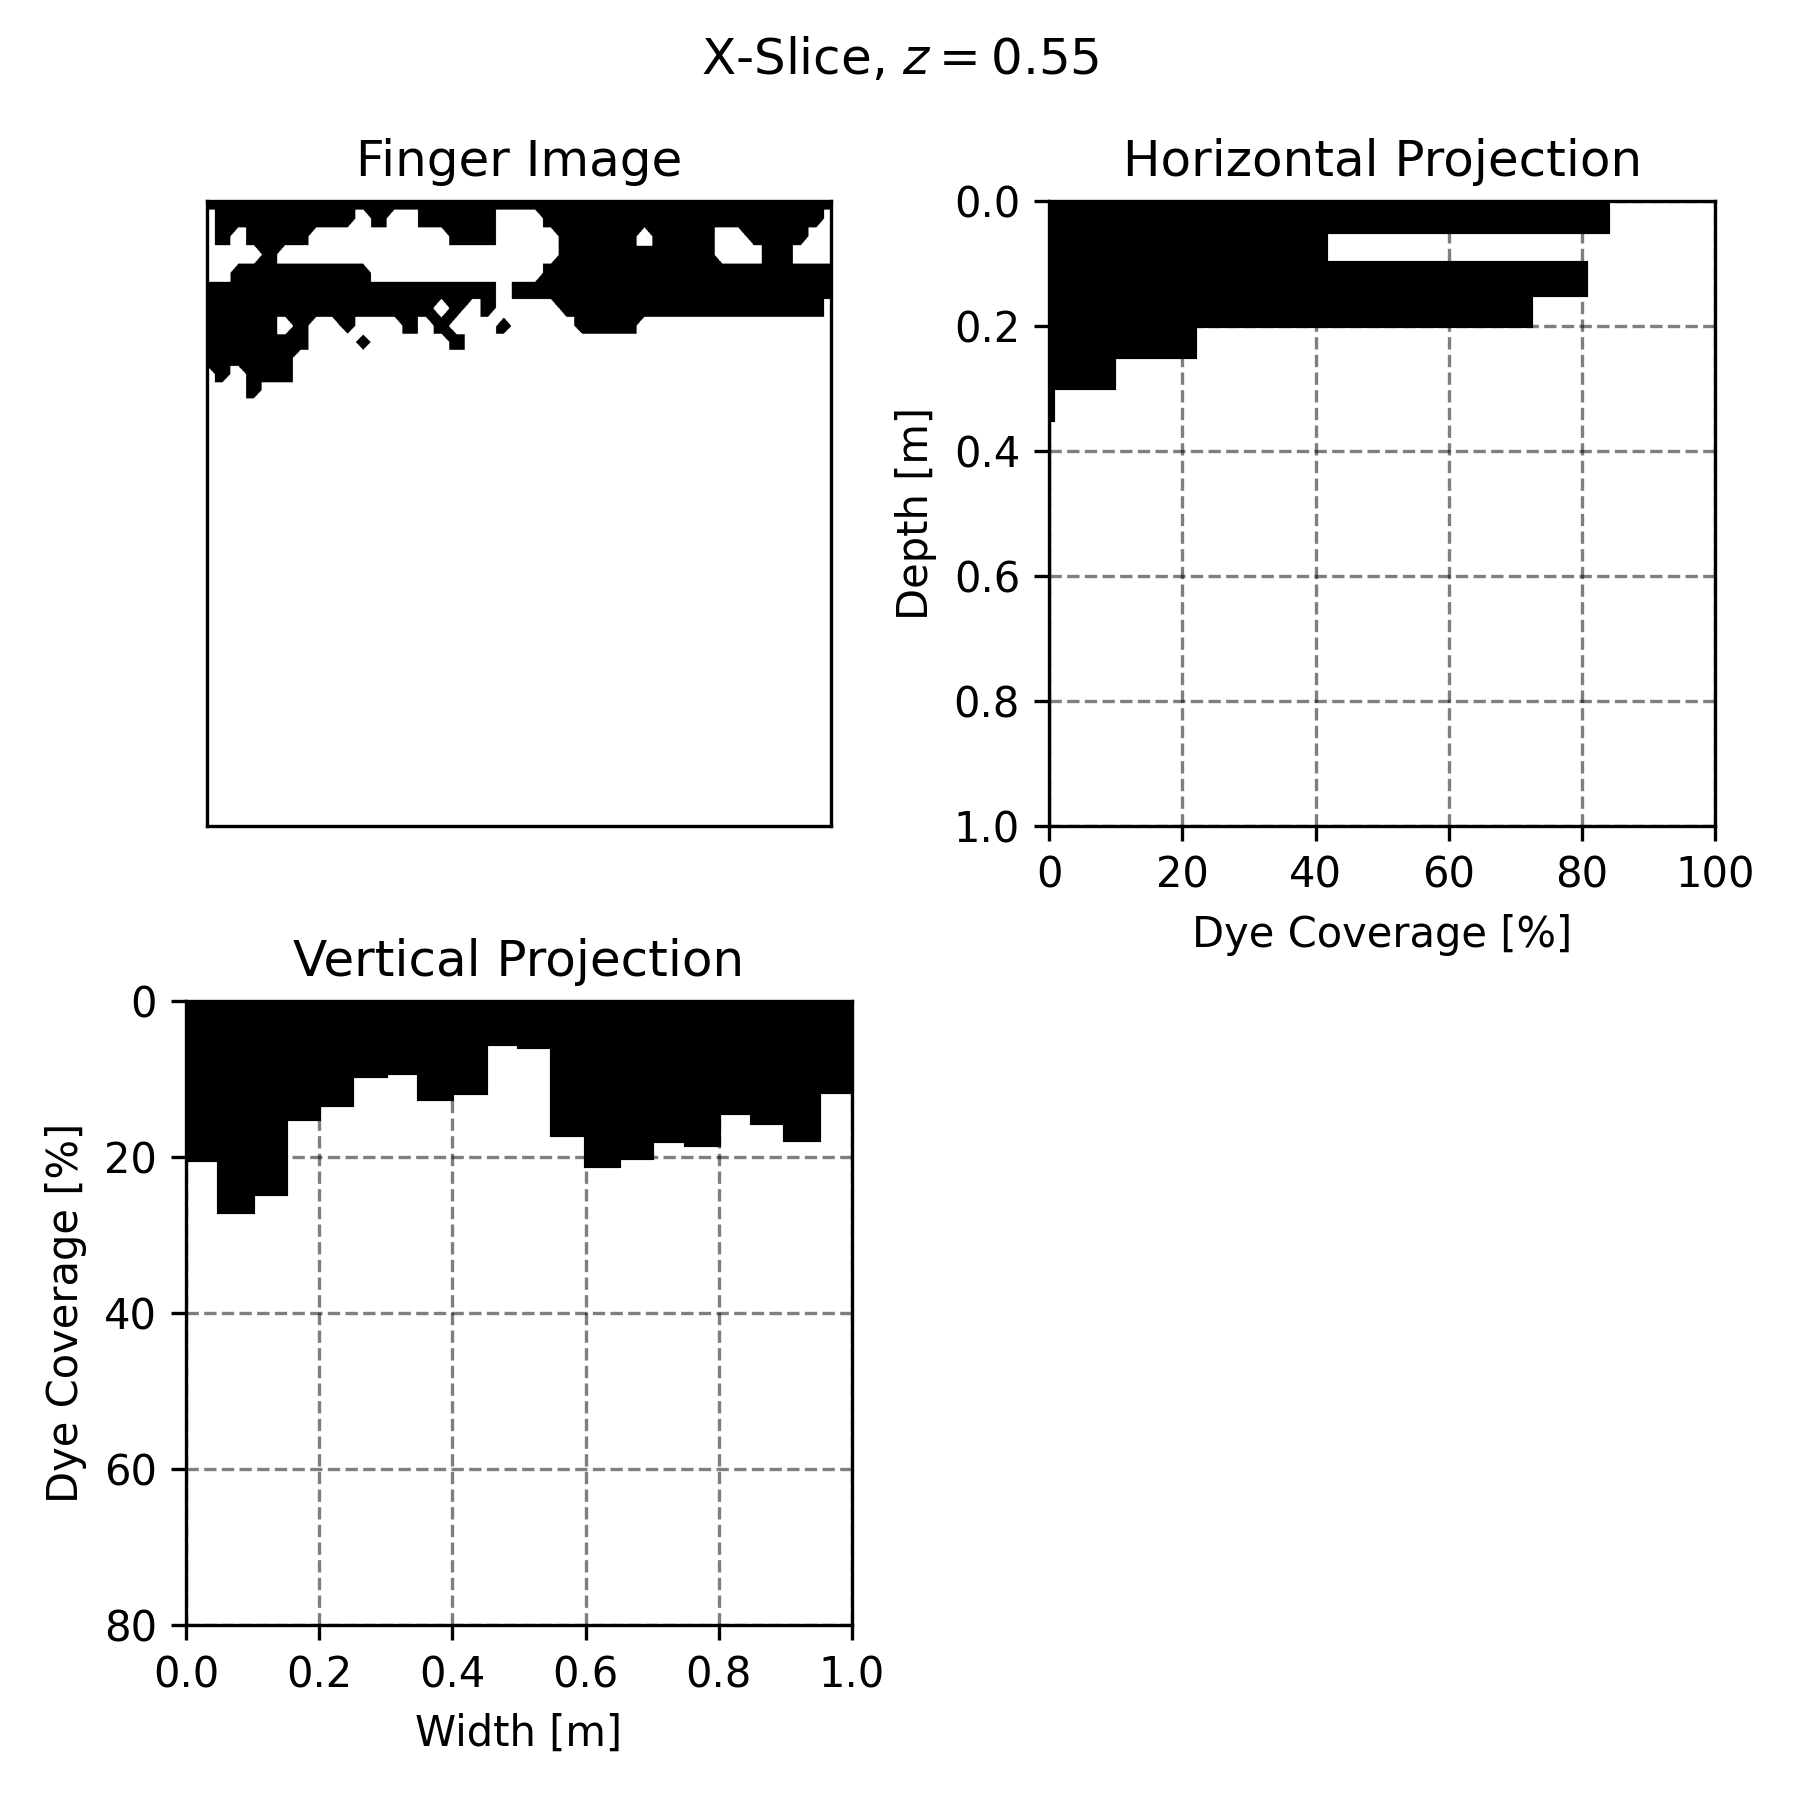 X-Slice, z = 0.55
Finger Image
Horizontal Projection
0.0
0.2
0.4
0.6
0.8
1.0
Depth [m]
0 20 40 60 80 100
Dye Coverage [%]
Vertical Projection
0
20
40
60
80
Dye Coverage [%]
0.0 0.2 0.4 0.6 0.8 1.0
Width [m]